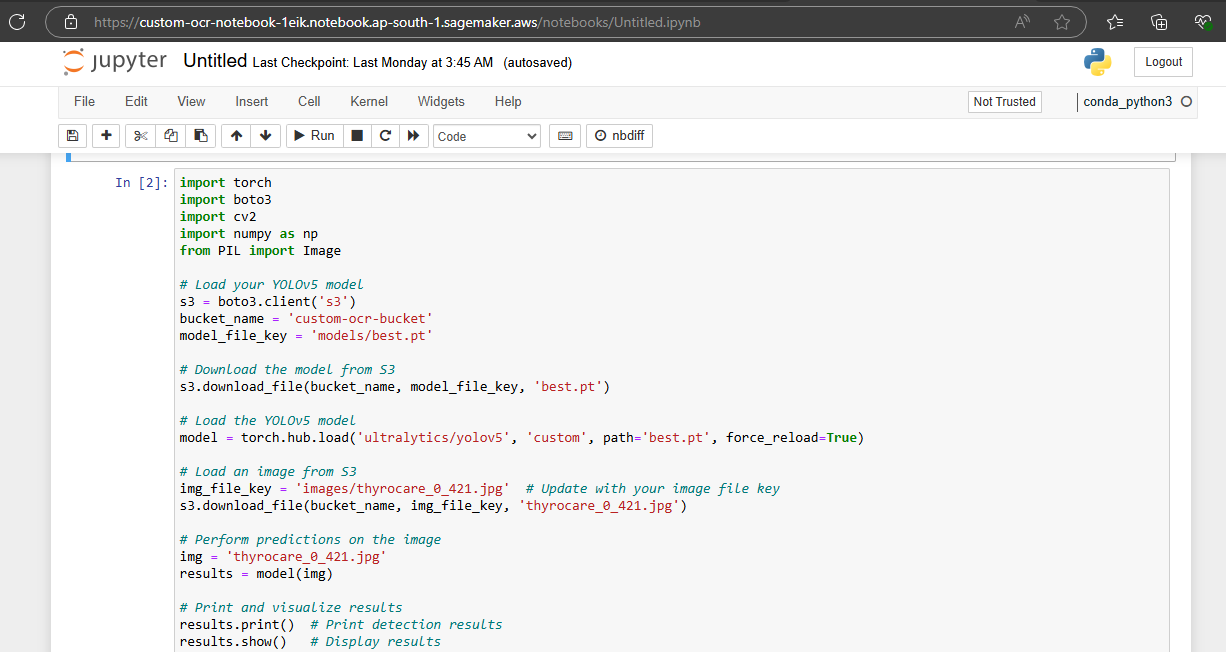 https://custom-ocr-notebook-1eik.notebook.ap-south-1.sagemaker.aws/notebooks/Untitled.ipynb
jupyter Untitled Last Checkpoint: Last Monday at 3:45 AM (autosaved)
Logout
File Edit View Insert Cell Kernel Widgets Help Not Trusted conda_python3
Run Code nbdiff
In [2]: import torch
import boto3
import cv2
import numpy as np
from PIL import Image
# Load your YOLOv5 model
s3 = boto3.client('s3')
bucket_name = 'custom-ocr-bucket'
model_file_key = 'models/best.pt'
# Download the model from S3
s3.download_file(bucket_name, model_file_key, 'best.pt')
# Load the YOLOv5 model
model = torch.hub.load('ultralytics/yolov5', 'custom', path='best.pt', force_reload=True)
# Load an image from S3
img_file_key = 'images/thyrocare_0_421.jpg'  # Update with your image file key
s3.download_file(bucket_name, img_file_key, 'thyrocare_0_421.jpg')
# Perform predictions on the image
img = 'thyrocare_0_421.jpg'
results = model(img)
# Print and visualize results
results.print()  # Print detection results
results.show()   # Display results